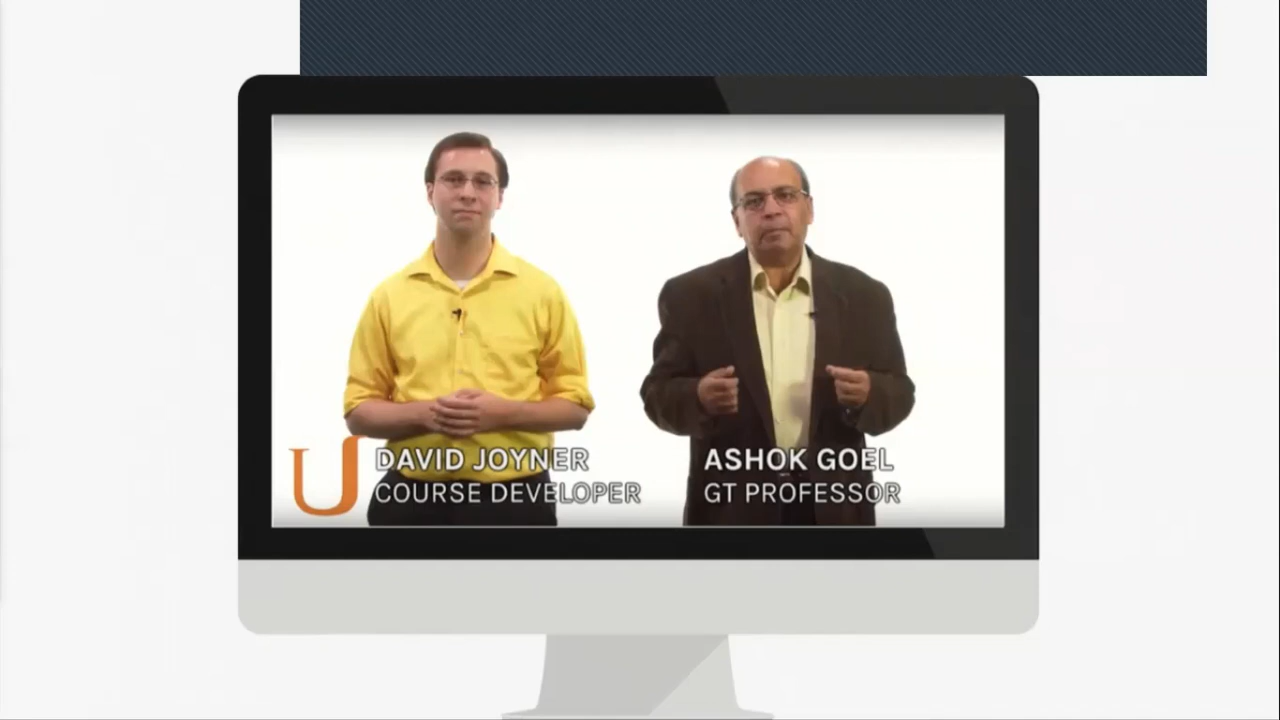 U
DAVID JOYNER
COURSE DEVELOPER
ASHOK GOEL
GT PROFESSOR